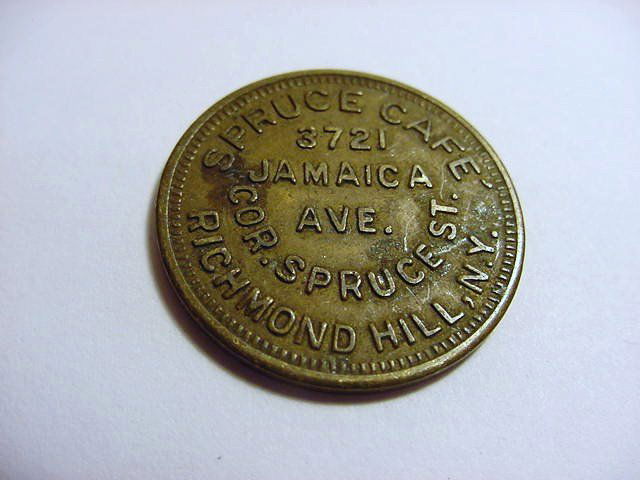 SPRUCE CAFE,
3721
JAMAICA
AVE.
COR. SPRUCE ST.
RICHMOND HILL, N.Y.